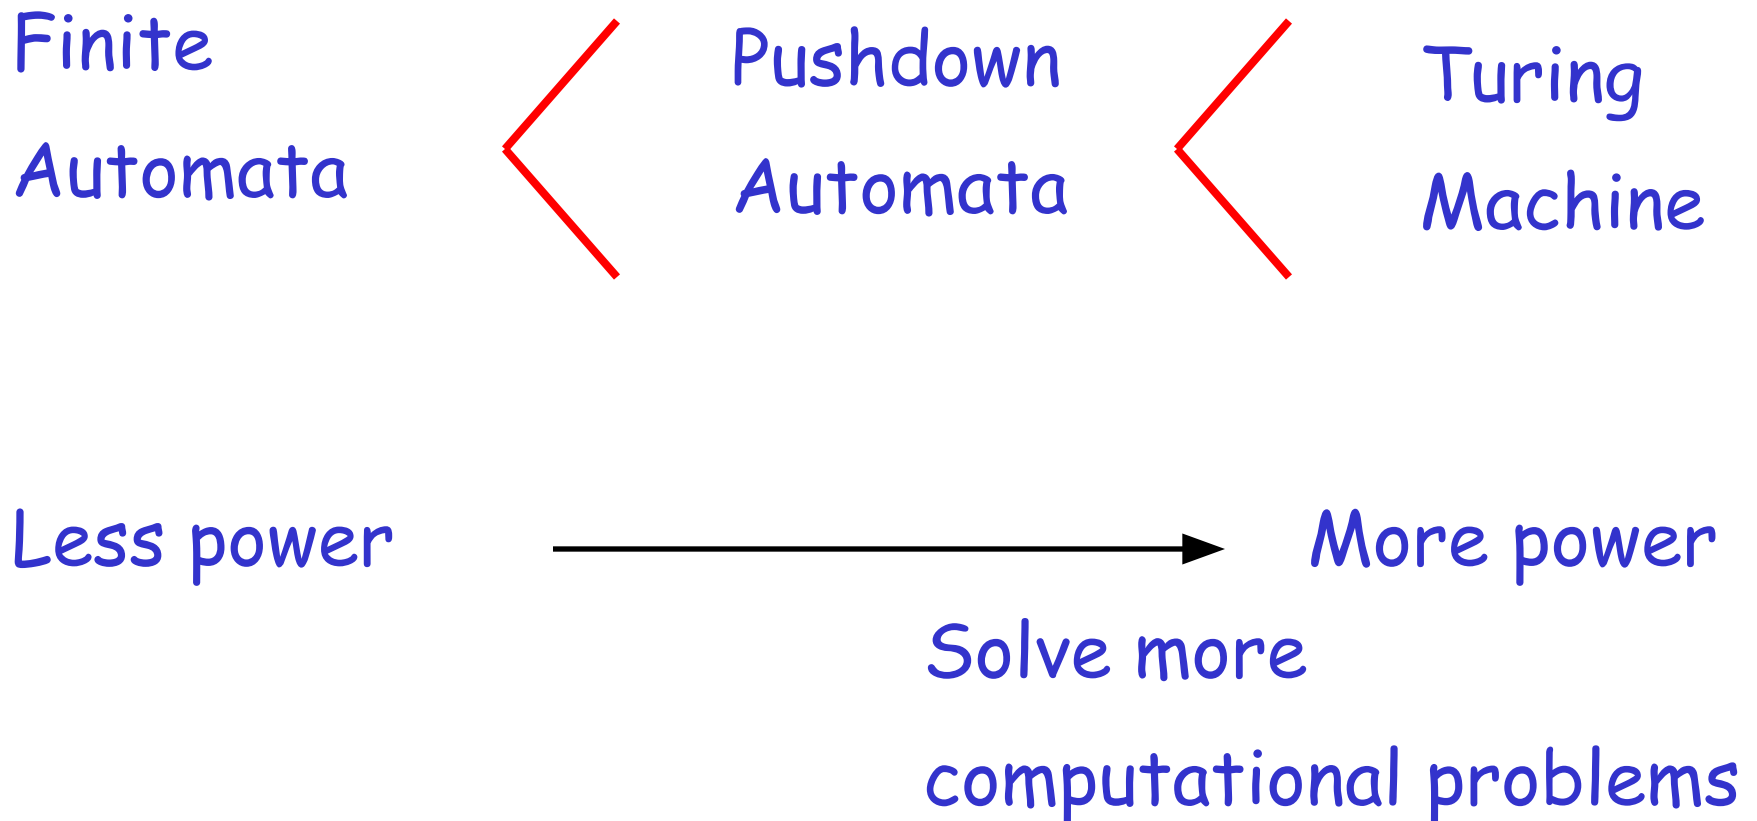 Finite
Automata
Pushdown
Automata
Turing
Machine
Less power
More power
Solve more
computational problems